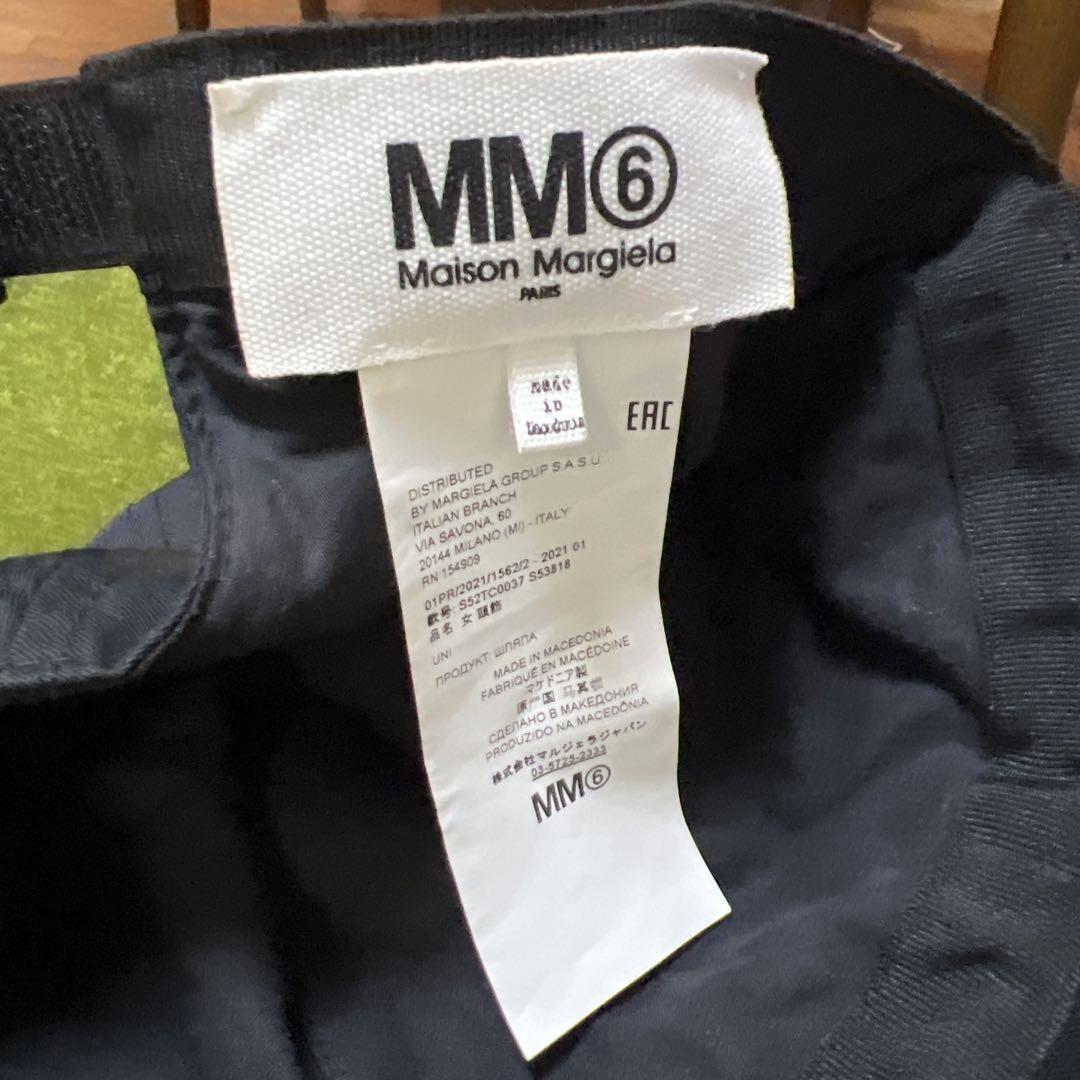 MM⑥
Maison Margiela
PARIS
made
in
EAC
DISTRIBUTED
BY MARGIELA GROUP S.A.S.U.
ITALIAN BRANCH
VIA SAVONA, 60
20144 MILANO (MI) - ITALY
RN 154909
01PR/2021/1562/2 - 2021 01
款号: S52TC0037 S53818
品名 女 頭飾
UNI
ПРОДУКТ ШЛЯПА
MADE IN MACEDONIA
FABRIQUÉ EN MACÉDOINE
マケドニア製
原产国 马其顿
СДЕЛАНО В МАКЕДОНИЯ
PRODUZIDO NA MACEDÔNIA
株式会社マルジェラジャパン
03-5725-2333
MM⑥